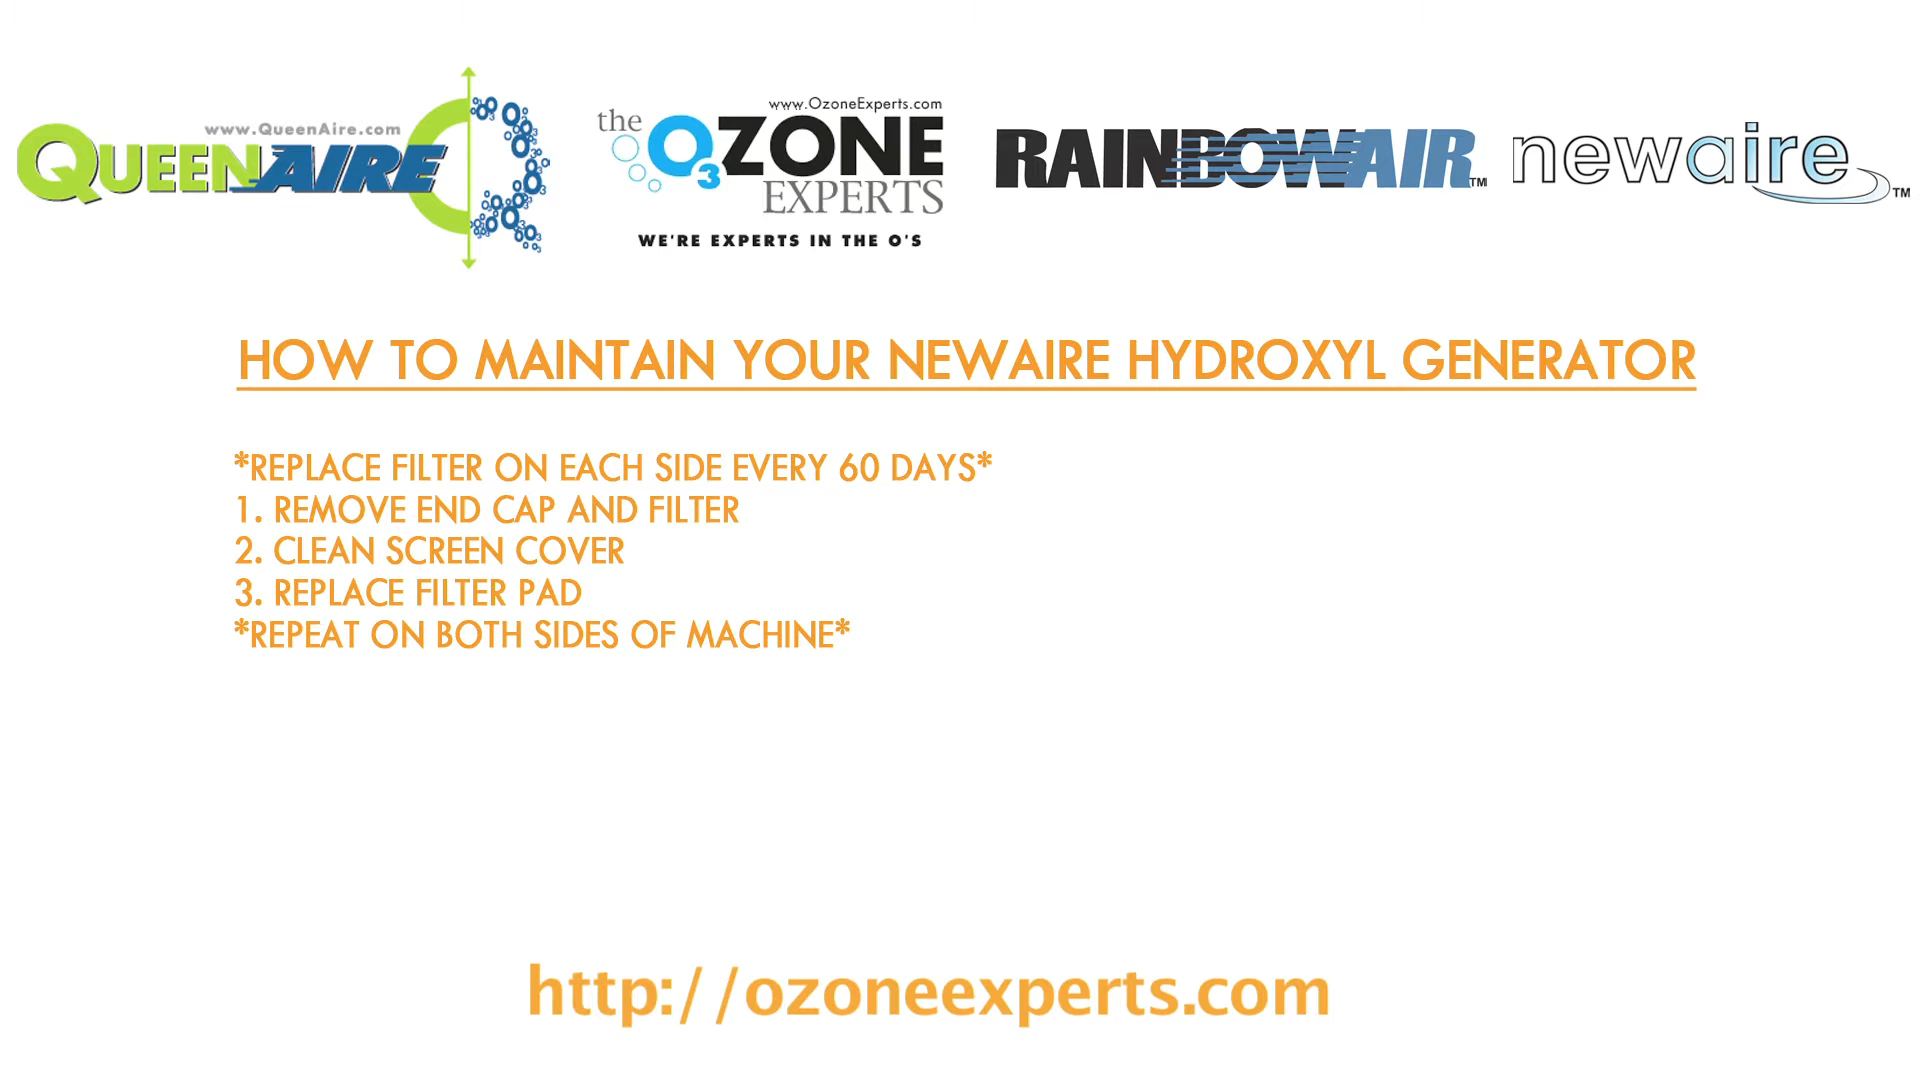 www.QueenAire.com
QUEENAIRE
www.OzoneExperts.com
the
O3ZONE
EXPERTS
WE'RE EXPERTS IN THE O'S
RAINBOWAIR™
newaire™
HOW TO MAINTAIN YOUR NEWAIRE HYDROXYL GENERATOR
*REPLACE FILTER ON EACH SIDE EVERY 60 DAYS*
1. REMOVE END CAP AND FILTER
2. CLEAN SCREEN COVER
3. REPLACE FILTER PAD
*REPEAT ON BOTH SIDES OF MACHINE*
http://ozoneexperts.com